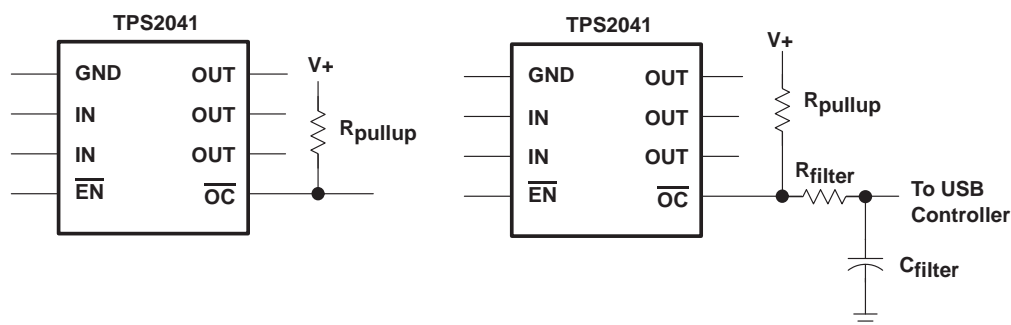 TPS2041
GND
IN
IN
EN
OUT
OUT
OUT
OC
V+
Rpullup
TPS2041
GND
IN
IN
EN
OUT
OUT
OUT
OC
V+
Rpullup
Rfilter
To USB
Controller
Cfilter